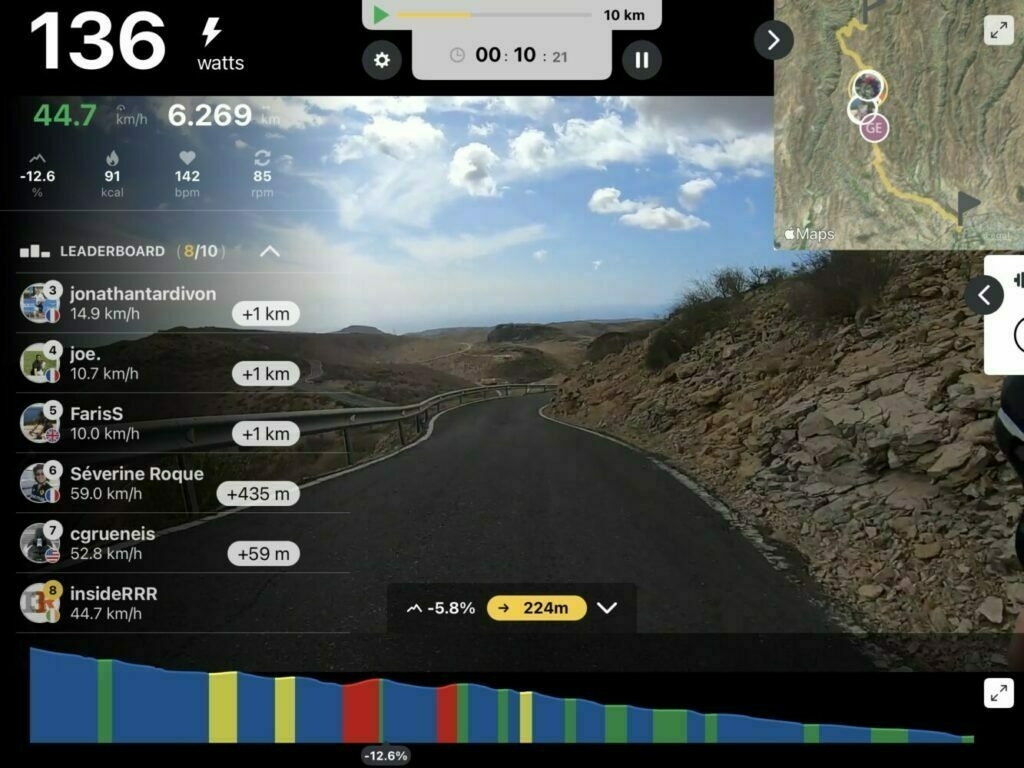 136
watts
10 km
00 : 10 : 21
44.7 km/h 6.269 km
-12.6
%
91
kcal
142
bpm
85
rpm
LEADERBOARD (8/10)
3
jonathantardivon
14.9 km/h
+1 km
4
joe.
10.7 km/h
+1 km
5
FarisS
10.0 km/h
+1 km
6
Séverine Roque
59.0 km/h
+435 m
7
cgrueneis
52.8 km/h
+59 m
8
insideRRR
44.7 km/h
GE
Maps
Legal
-5.8% → 224m
-12.6%